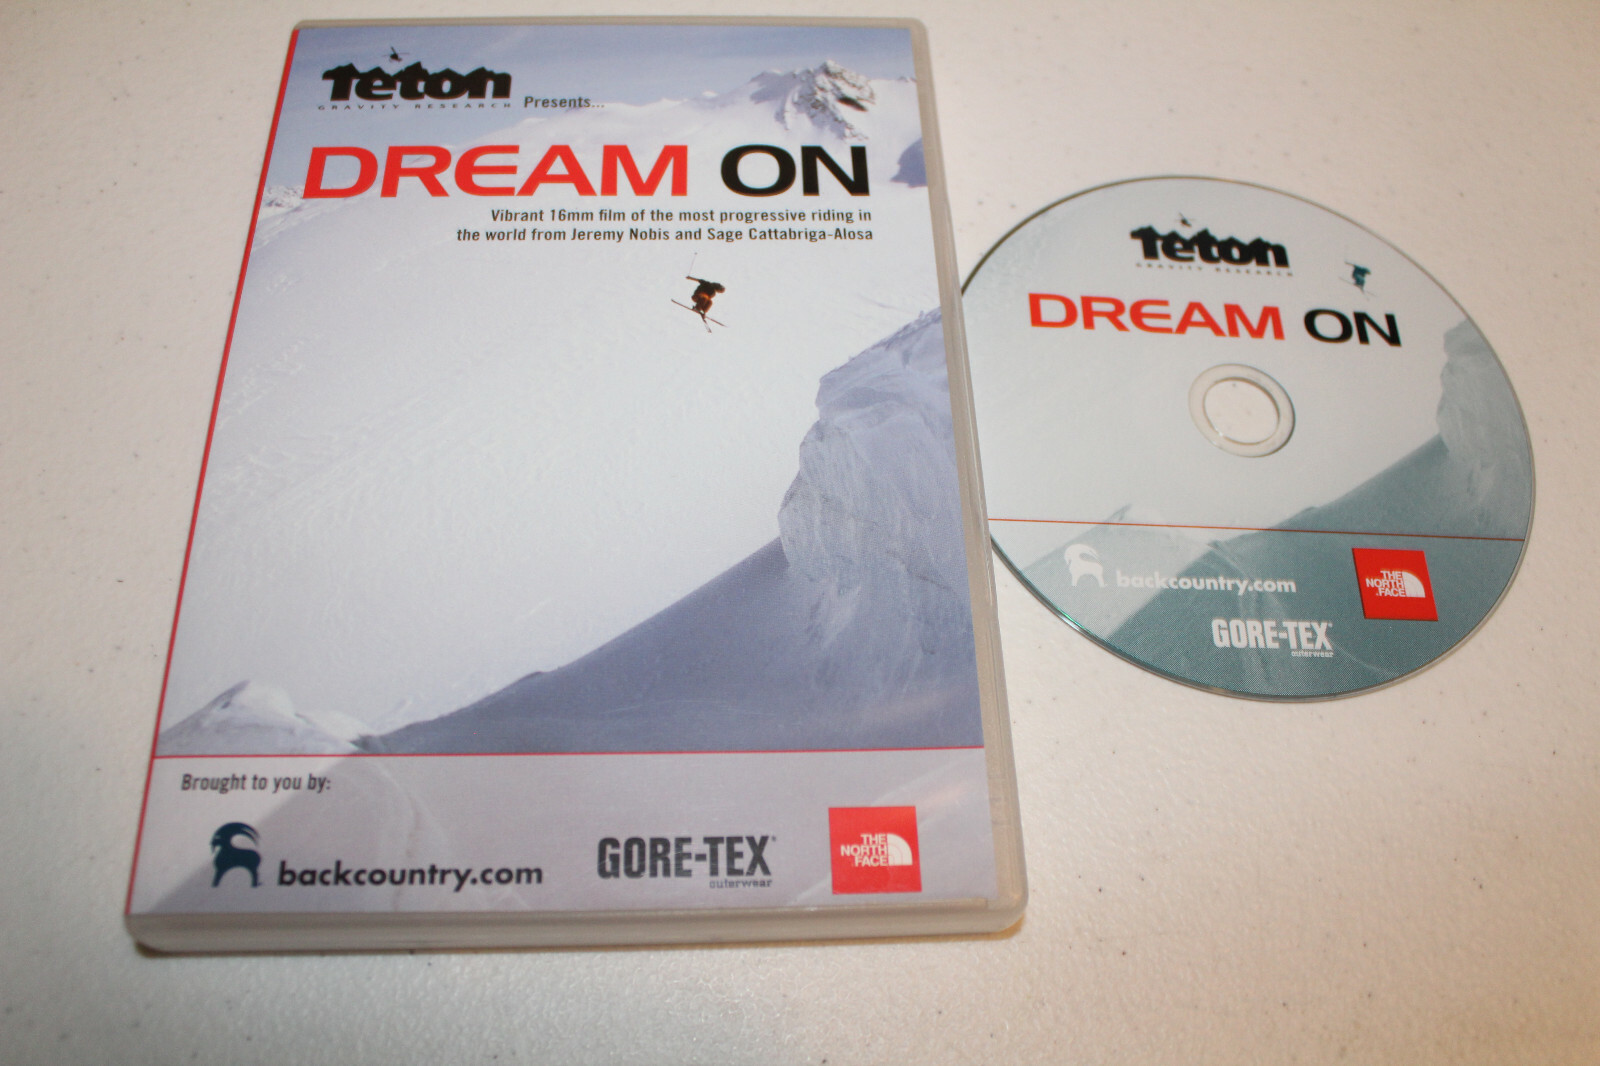 teton
GRAVITY RESEARCH
Presents...
DREAM ON
Vibrant 16mm film of the most progressive riding in
the world from Jeremy Nobis and Sage Cattabriga-Alosa
Brought to you by:
backcountry.com
GORE-TEX®
outerwear
THE
NORTH
FACE
teton
GRAVITY RESEARCH
DREAM ON
backcountry.com
GORE-TEX®
outerwear
THE
NORTH
FACE